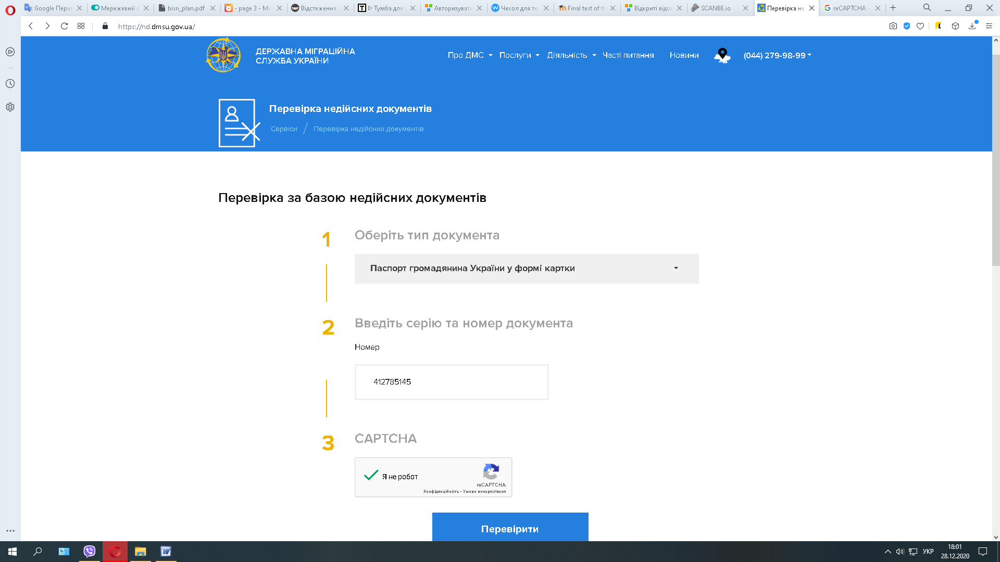 Google Перев
Мережевий ф
bisn_plan.pdf
- page 3 - Mi
Відстеження
ᐅ Тумба для
Авторизувати
Чехол для те
Final test of th
Відкриті відо
SCANBE.io
Перевірка не
reCAPTCHA
https://nd.dmsu.gov.ua/
ДЕРЖАВНА МІГРАЦІЙНА
СЛУЖБА УКРАЇНИ
Про ДМС
Послуги
Діяльність
Часті питання
Новини
(044) 279-98-99
Перевірка недійсних документів
Сервіси / Перевірка недійсних документів
Перевірка за базою недійсних документів
1
Оберіть тип документа
Паспорт громадянина України у формі картки
2
Введіть серію та номер документа
Номер
412785145
3
CAPTCHA
Я не робот
reCAPTCHA
Конфіденційність - Умови використання
Перевірити
УКР
18:01
28.12.2020